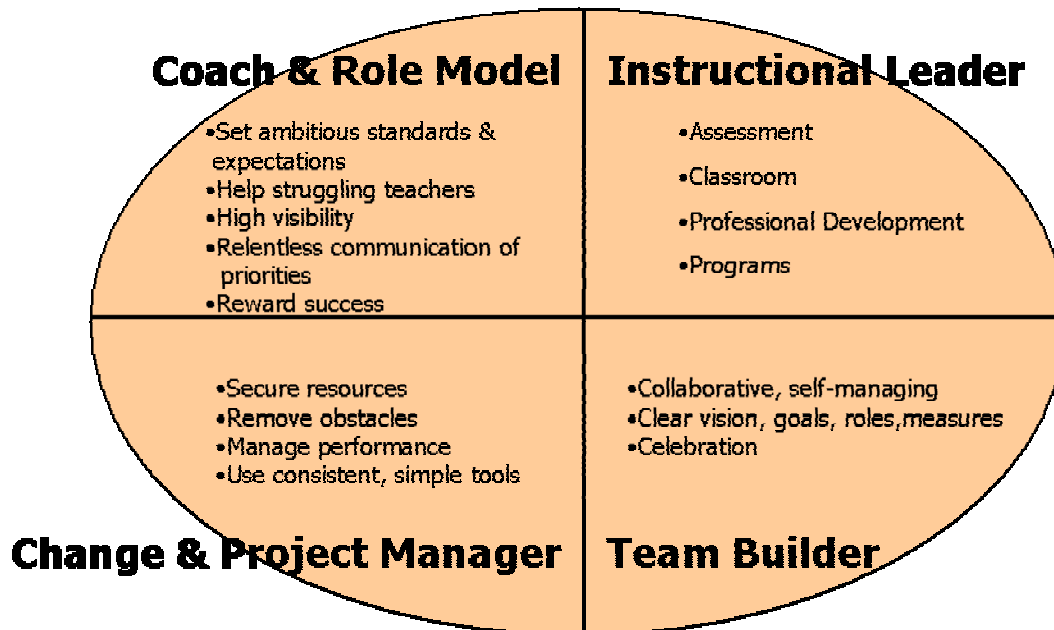 Coach & Role Model
•Set ambitious standards &
expectations
•Help struggling teachers
•High visibility
•Relentless communication of
priorities
•Reward success
Instructional Leader
•Assessment
•Classroom
•Professional Development
•Programs
•Secure resources
•Remove obstacles
•Manage performance
•Use consistent, simple tools
Change & Project Manager
•Collaborative, self-managing
•Clear vision, goals, roles,measures
•Celebration
Team Builder